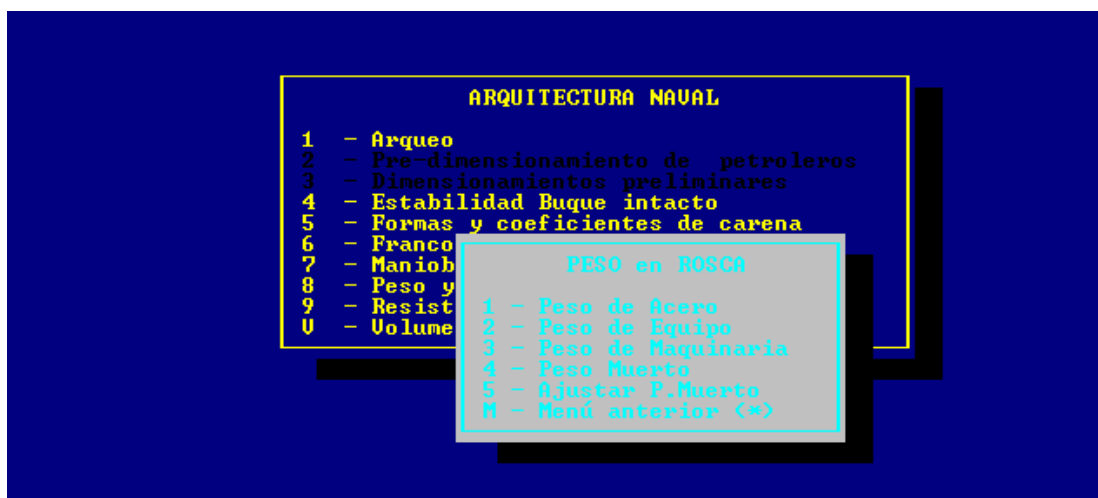 ARQUITECTURA NAVAL
1 - Arqueo
2 - Pre-dimensionamiento de petroleros
3 - Dimensionamientos preliminares
4 - Estabilidad Buque intacto
5 - Formas y coeficientes de carena
6 - Franco
7 - Maniob
8 - Peso y
9 - Resist
V - Volume
PESO en ROSCA
1 - Peso de Acero
2 - Peso de Equipo
3 - Peso de Maquinaria
4 - Peso Muerto
5 - Ajustar P.Muerto
M - Menú anterior (*)